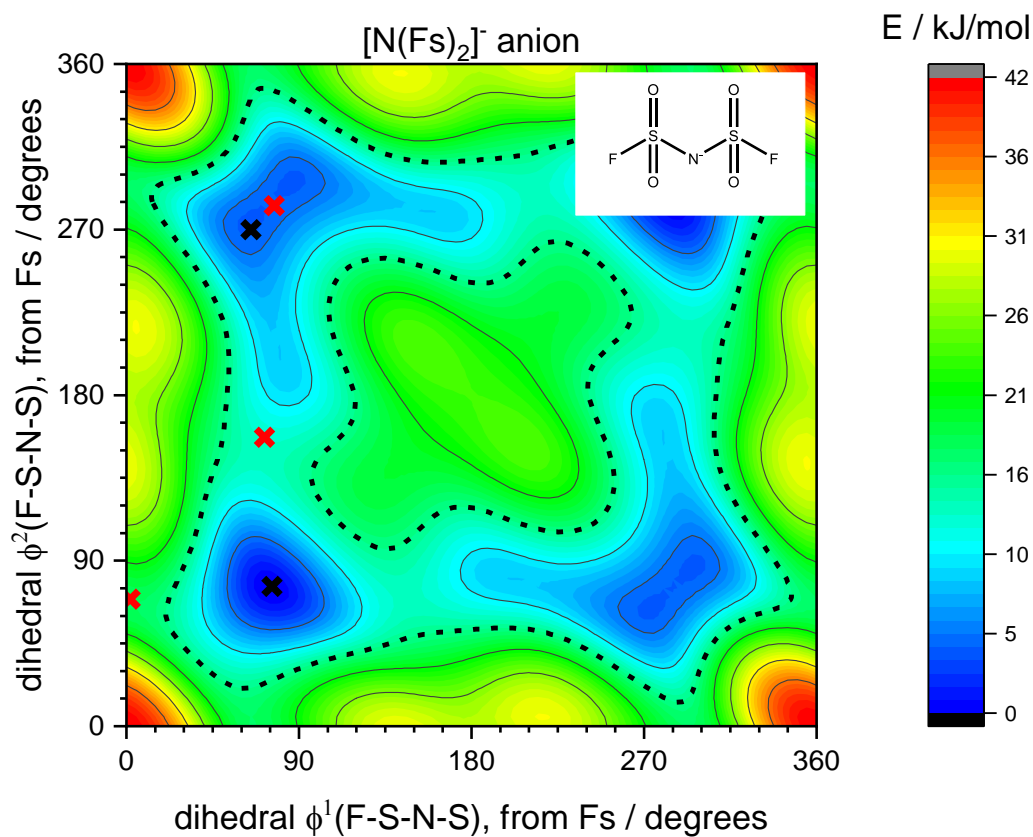 [N(Fs)₂]⁻ anion
E / kJ/mol
360
270
180
90
0
dihedral ϕ²(F-S-N-S), from Fs / degrees
0 90 180 270 360
dihedral ϕ¹(F-S-N-S), from Fs / degrees
O O
F S N⁻ S F
O O
42
36
32
26
21
16
10
5
0